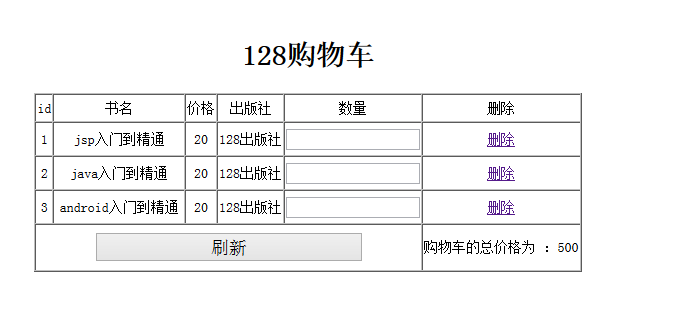 128购物车
id 书名 价格 出版社 数量 删除
1 jsp入门到精通 20 128出版社 删除
2 java入门到精通 20 128出版社 删除
3 android入门到精通 20 128出版社 删除
刷新 购物车的总价格为 ：500